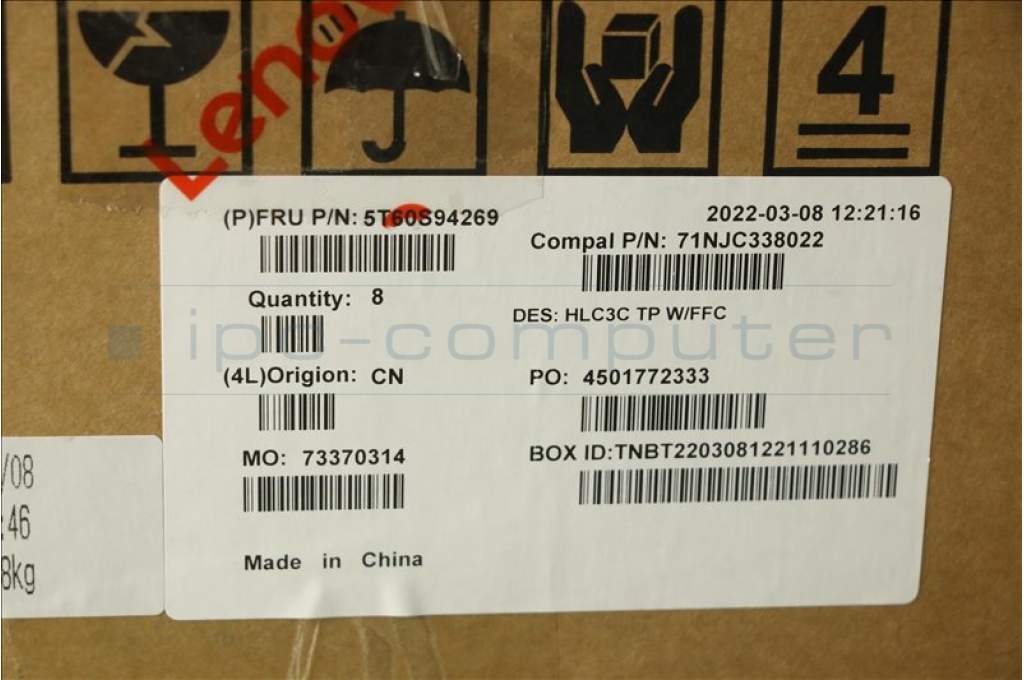 Lenovo
4
(P)FRU P/N: 5T60S94269
2022-03-08 12:21:16
Compal P/N: 71NJC338022
Quantity: 8
DES: HLC3C TP W/FFC
ipc-computer
(4L)Origion: CN
PO: 4501772333
MO: 73370314
BOX ID:TNBT2203081221110286
Made in China
/08
:46
8kg